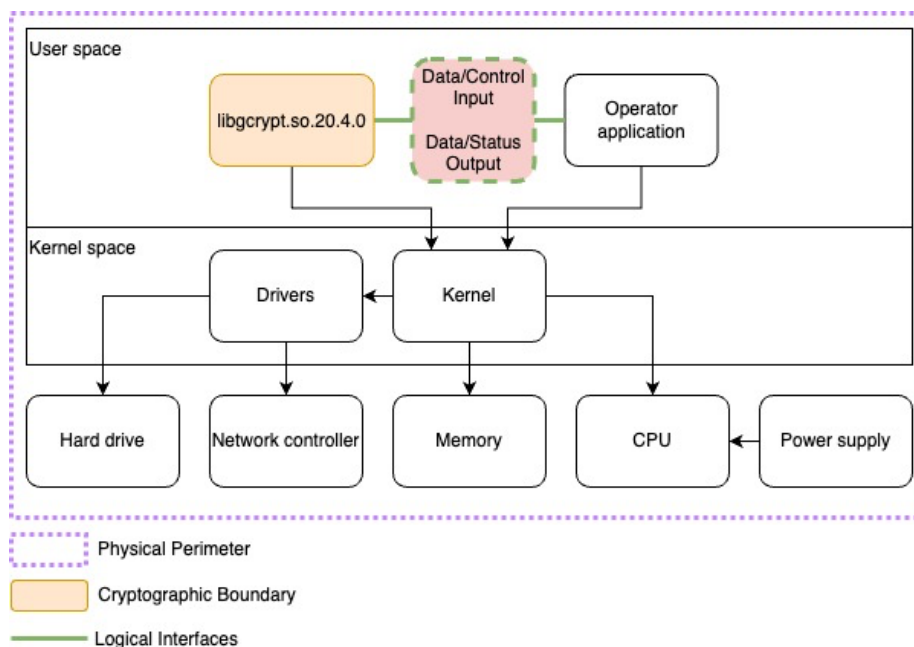 User space
libgcrypt.so.20.4.0
Data/Control
Input
Data/Status
Output
Operator
application
Kernel space
Drivers
Kernel
Hard drive
Network controller
Memory
CPU
Power supply
Physical Perimeter
Cryptographic Boundary
Logical Interfaces